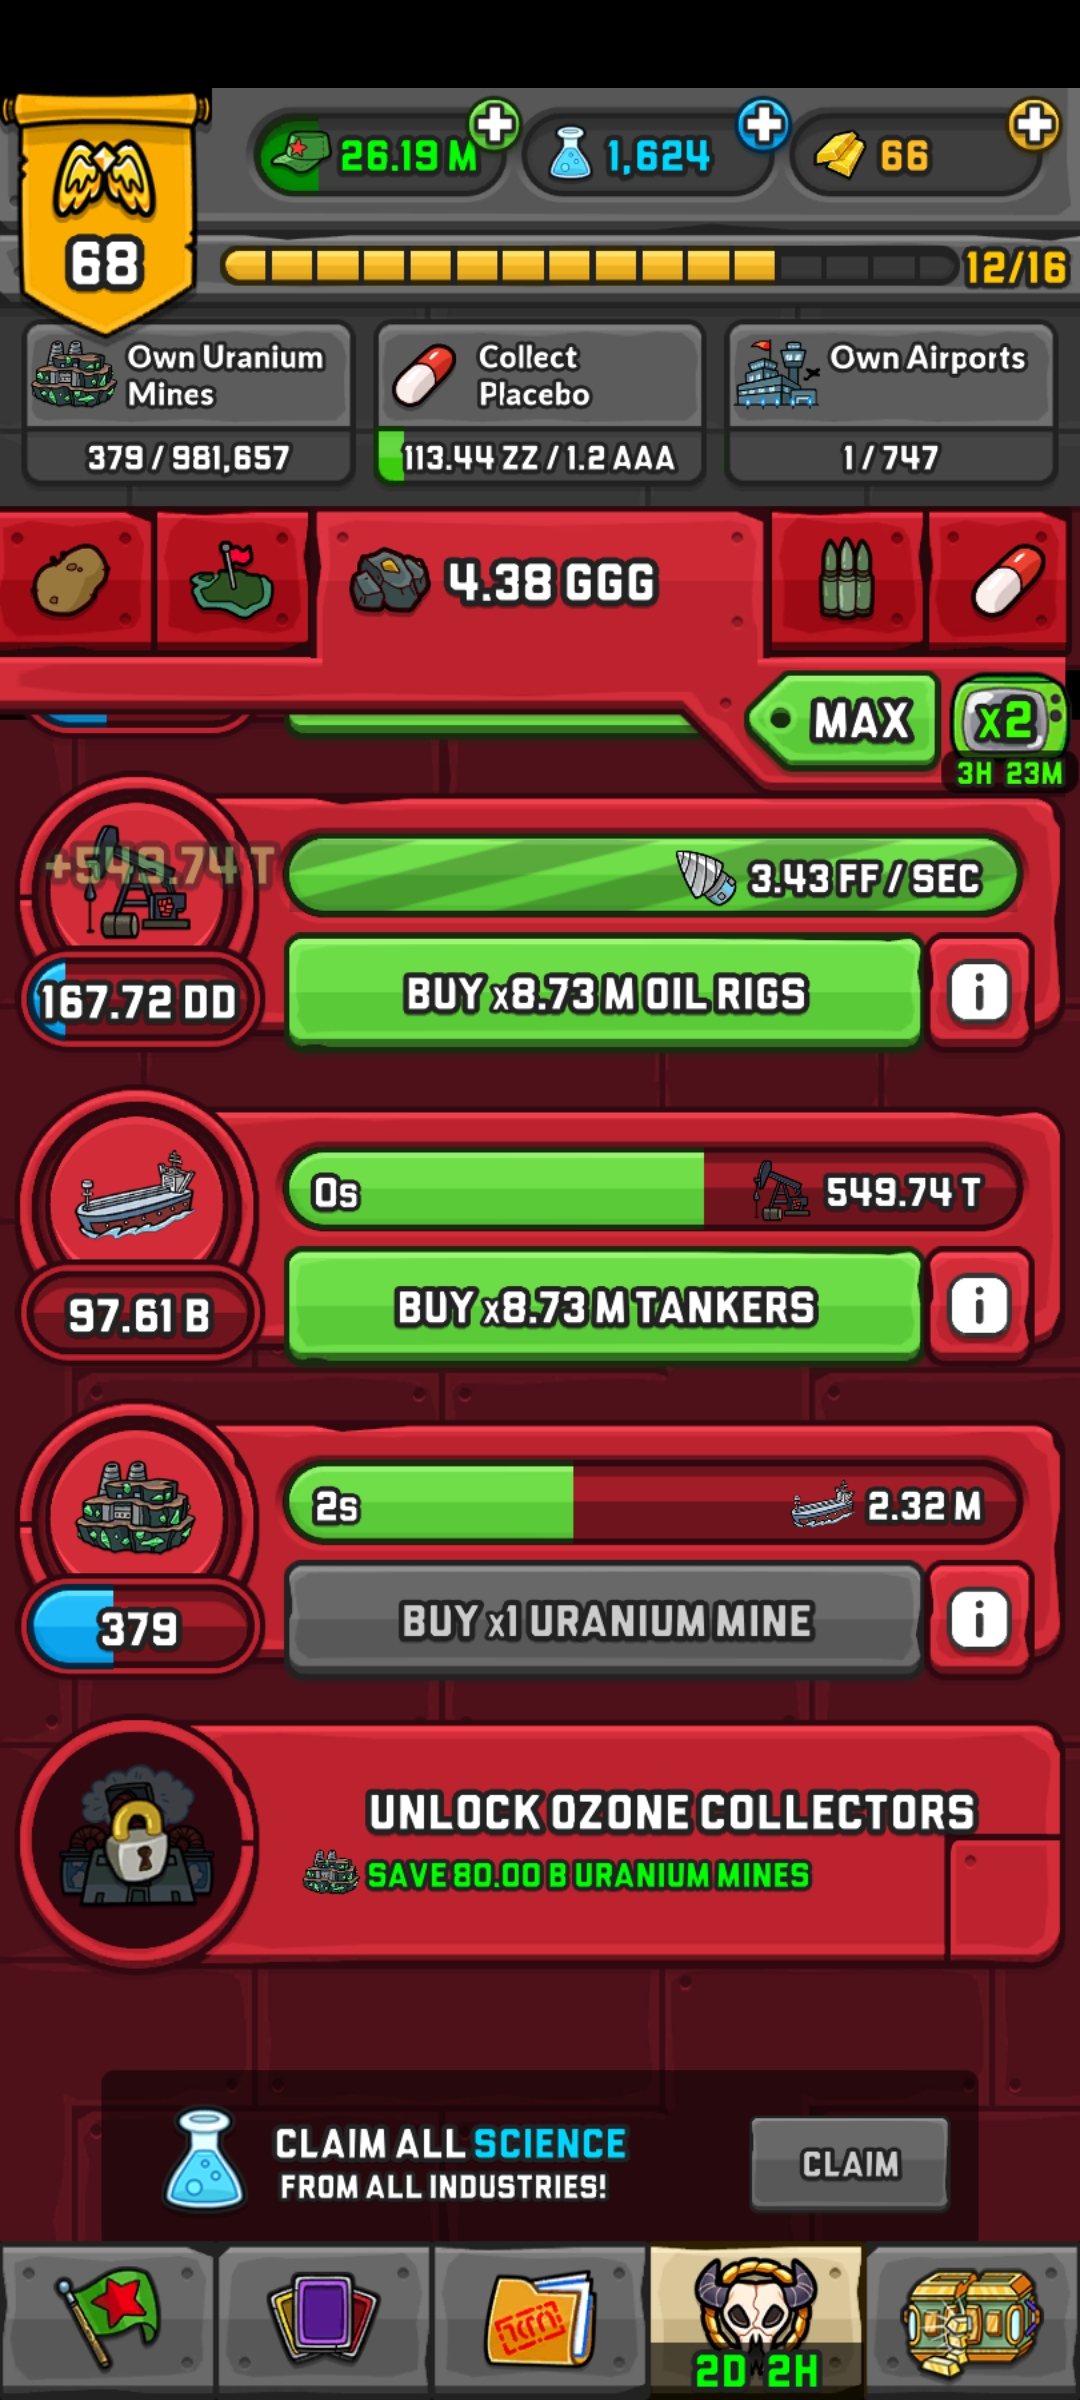 26.19 M
1,624
66
68
12/16
Own Uranium
Mines
379 / 981,657
Collect
Placebo
113.44 ZZ / 1.2 AAA
Own Airports
1 / 747
4.38 GGG
MAX
x2
3H 23M
+549.74 T
3.43 FF / SEC
167.72 DD
BUY x8.73 M OIL RIGS
i
0s
549.74 T
97.61 B
BUY x8.73 M TANKERS
i
2s
2.32 M
379
BUY x1 URANIUM MINE
i
UNLOCK OZONE COLLECTORS
SAVE 80.00 B URANIUM MINES
CLAIM ALL SCIENCE
FROM ALL INDUSTRIES!
CLAIM
2D 2H